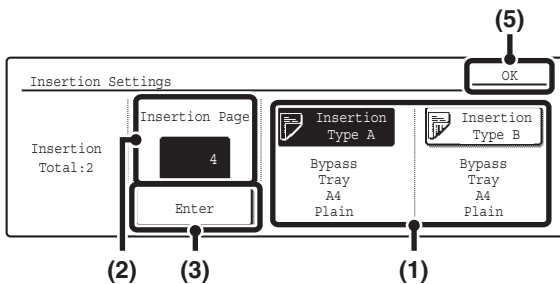 (5)
Insertion Settings
OK
Insertion
Total:2
Insertion Page
4
Enter
Insertion
Type A
Bypass
Tray
A4
Plain
Insertion
Type B
Bypass
Tray
A4
Plain
(2)
(3)
(1)